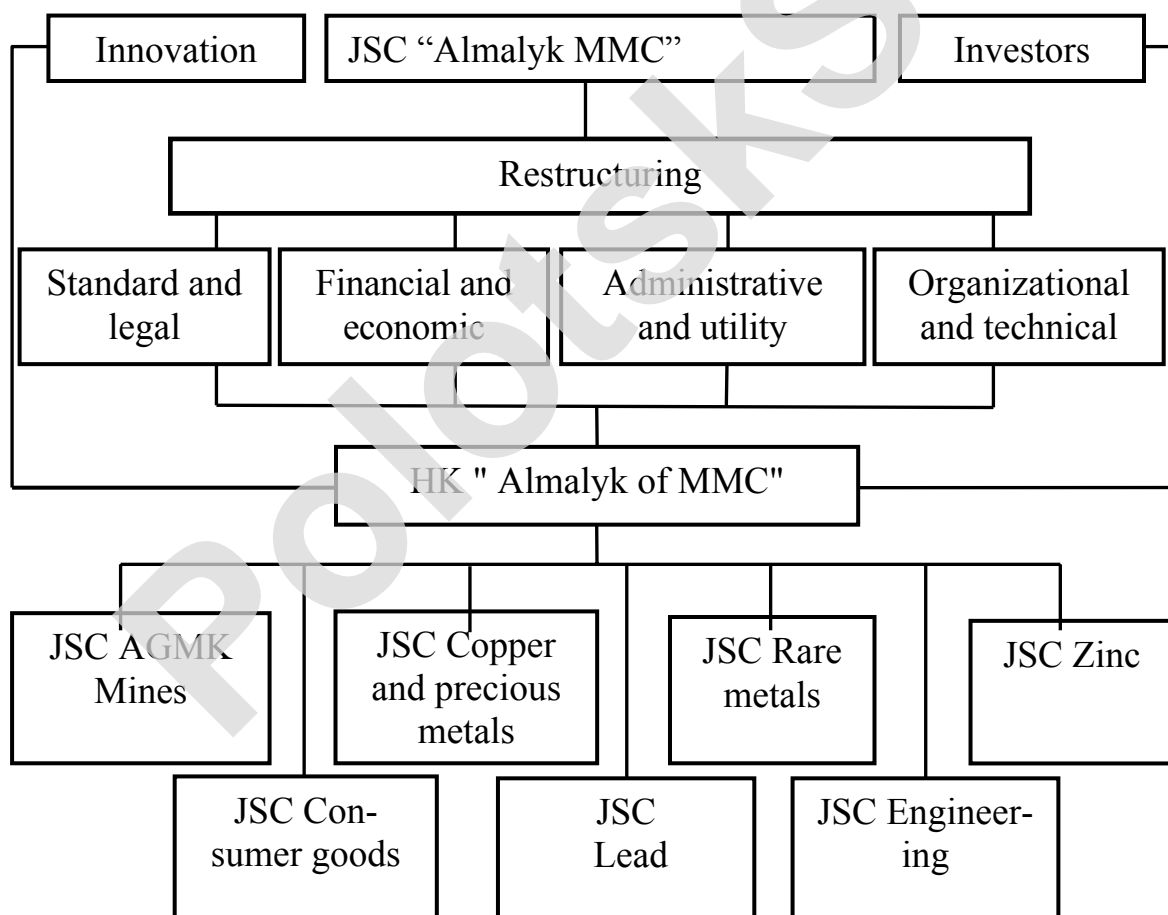 Innovation
JSC “Almalyk MMC”
Investors
Restructuring
Standard and
legal
Financial and
economic
Administrative
and utility
Organizational
and technical
HK " Almalyk of MMC"
JSC AGMK
Mines
JSC Copper
and precious
metals
JSC Rare
metals
JSC Zinc
JSC Con-
sumer goods
JSC
Lead
JSC Engineer-
ing
PolotskS